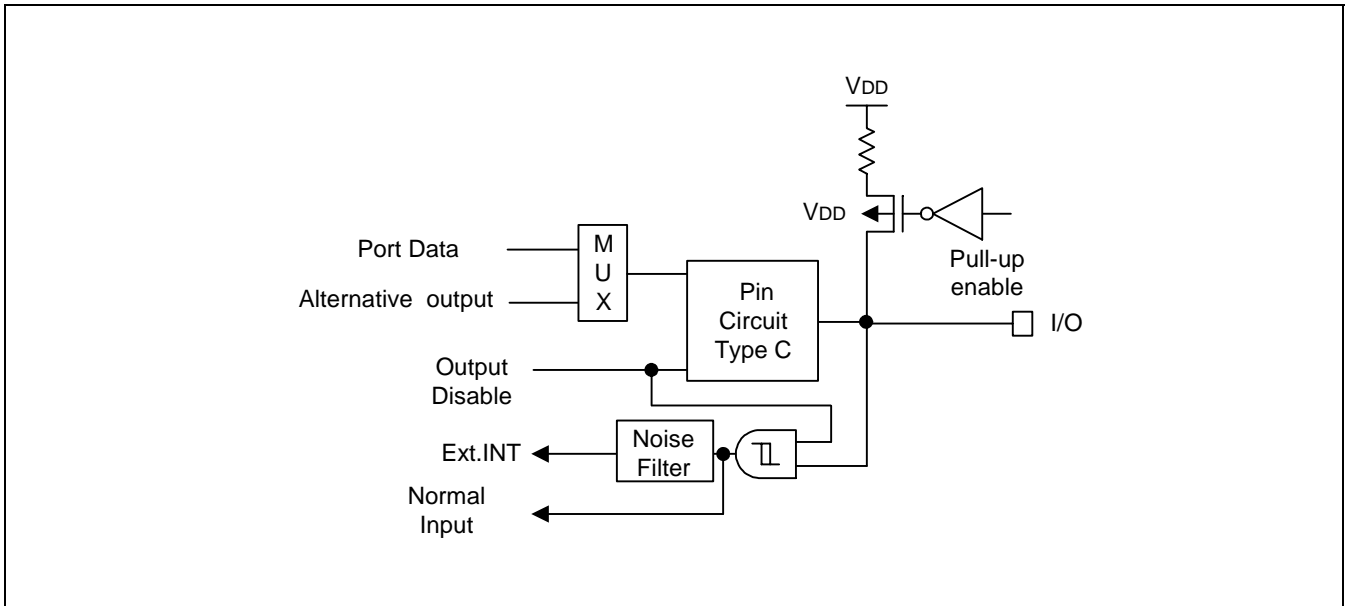 VDD
VDD
Pull-up
enable
Port Data
Alternative output
M
U
X
Pin
Circuit
Type C
I/O
Output
Disable
Ext.INT
Noise
Filter
Normal
Input